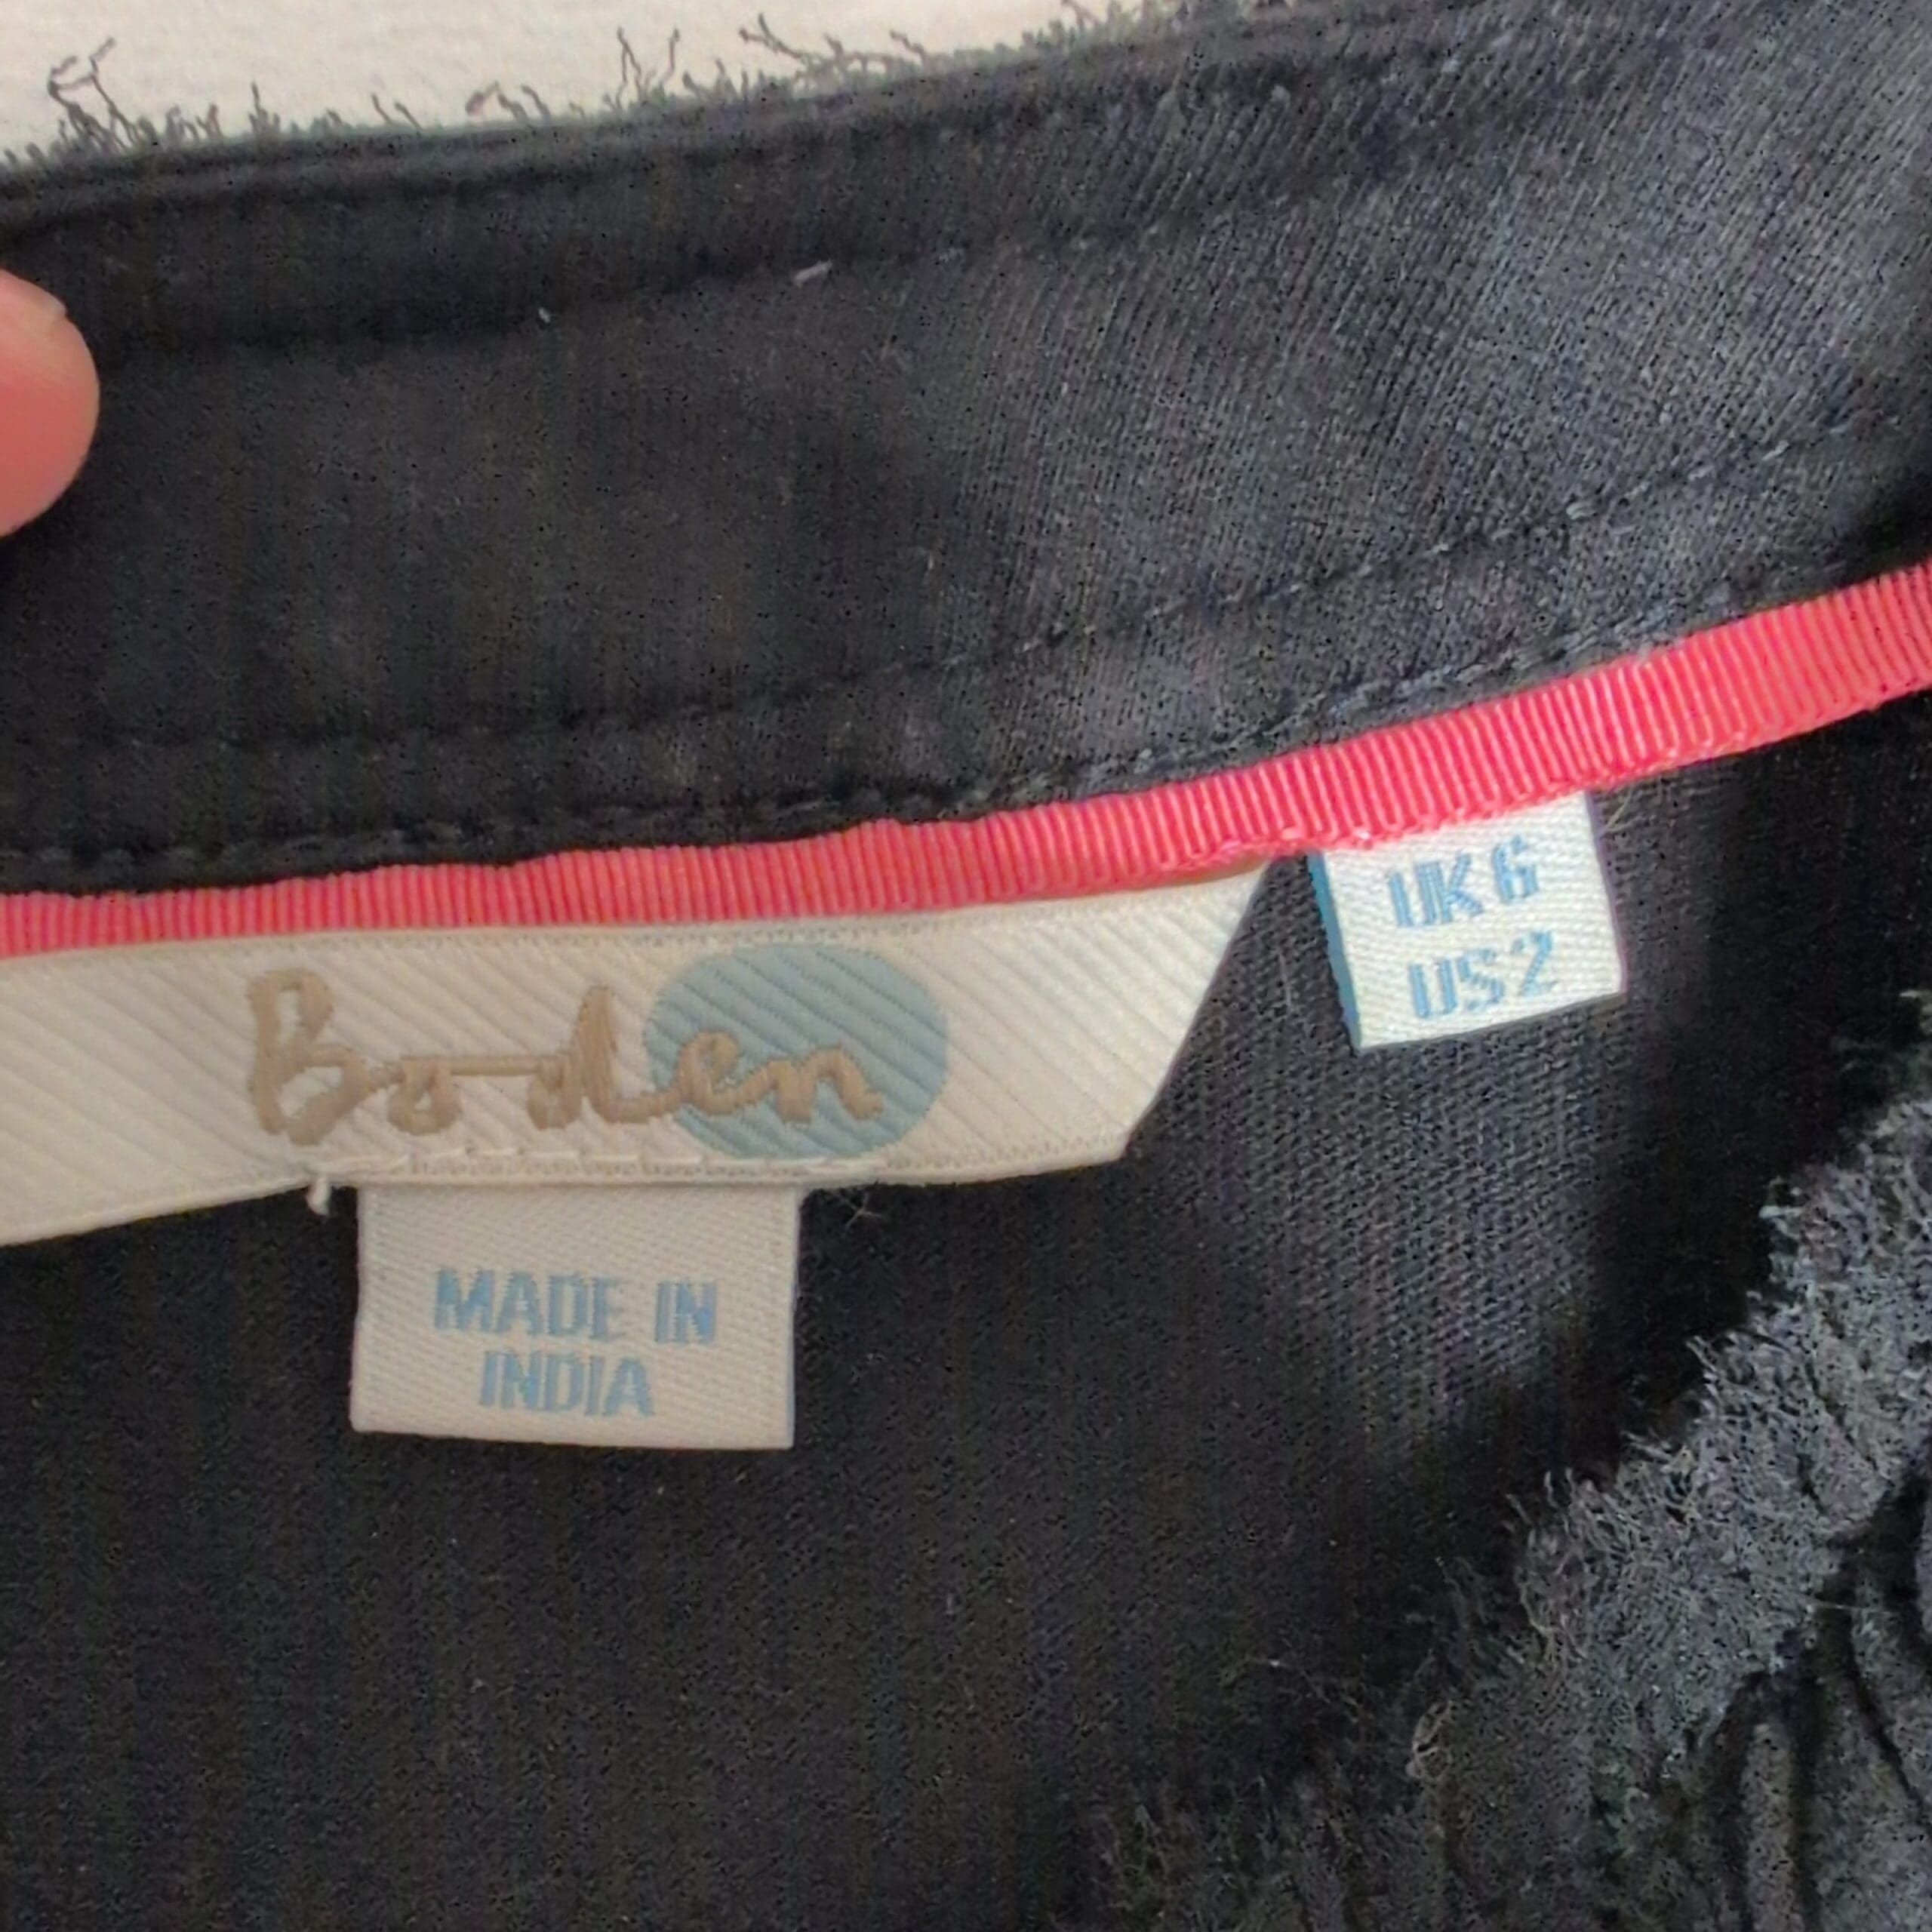 UK 6
US 2
Boden
MADE IN
INDIA